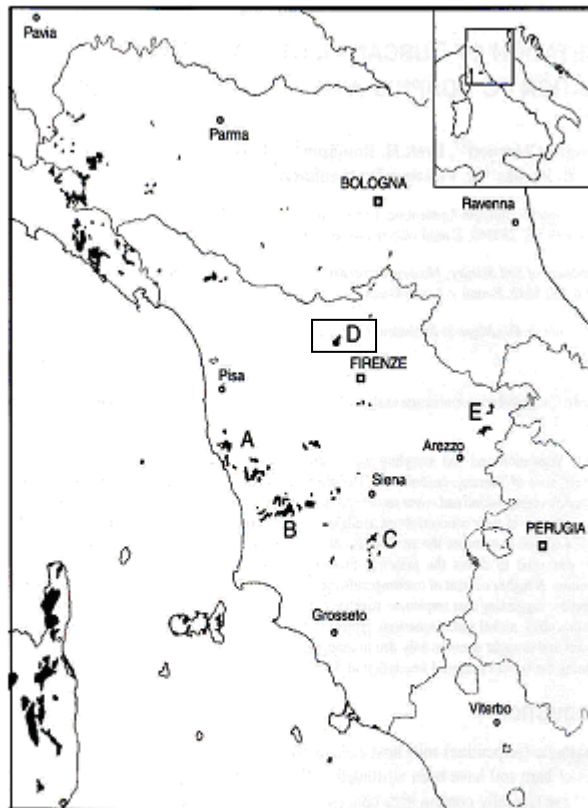 Pavia
Parma
BOLOGNA
Ravenna
D
FIRENZE
Pisa
E
A
Arezzo
Siena
B
C
PERUGIA
Grosseto
Viterbo